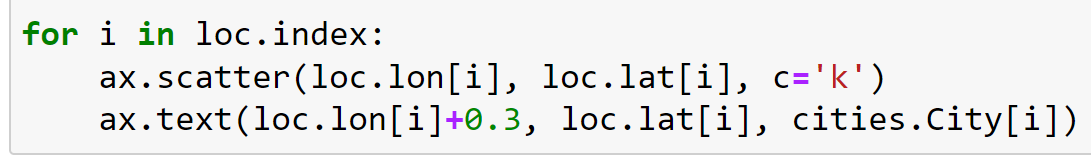 for i in loc.index:
    ax.scatter(loc.lon[i], loc.lat[i], c='k')
    ax.text(loc.lon[i]+0.3, loc.lat[i], cities.City[i])